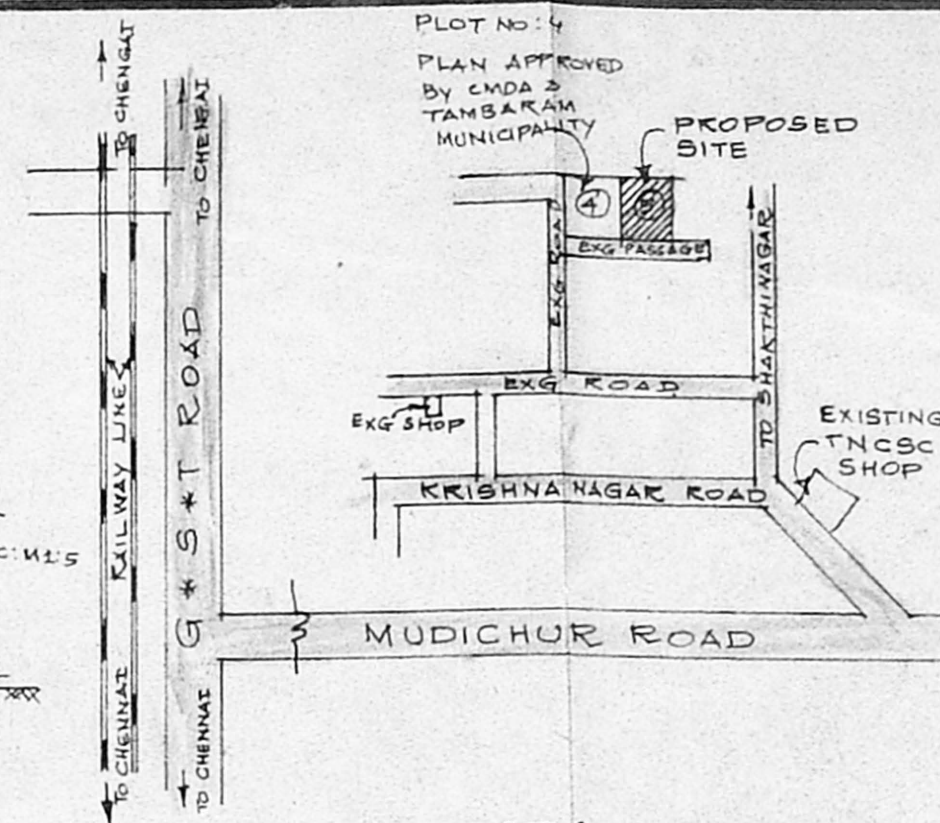 PLOT NO: 4
PLAN APPROVED
BY CMDA &
TAMBARAM
MUNICIPALITY
PROPOSED
SITE
4
EXG PASSAGE
EXG ROAD
EXG ROAD
EXG SHOP
KRISHNA NAGAR ROAD
TO SHAKTHINAGAR
EXISTING
TNCSC
SHOP
MUDICHUR ROAD
G*S*T ROAD
TO CHENGAI
TO CHENNAI
RAILWAY LINE
TO CHENGAI
TO CHENNAI